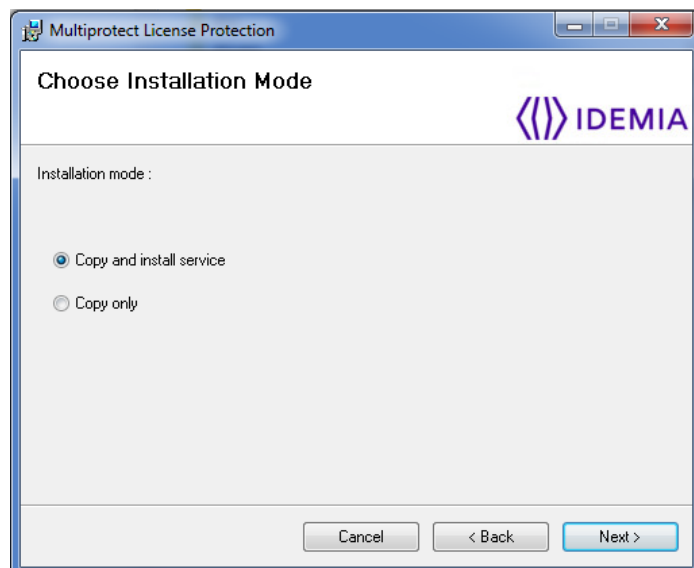 Multiprotect License Protection
Choose Installation Mode
IDEMIA
Installation mode :
Copy and install service
Copy only
Cancel
< Back
Next >